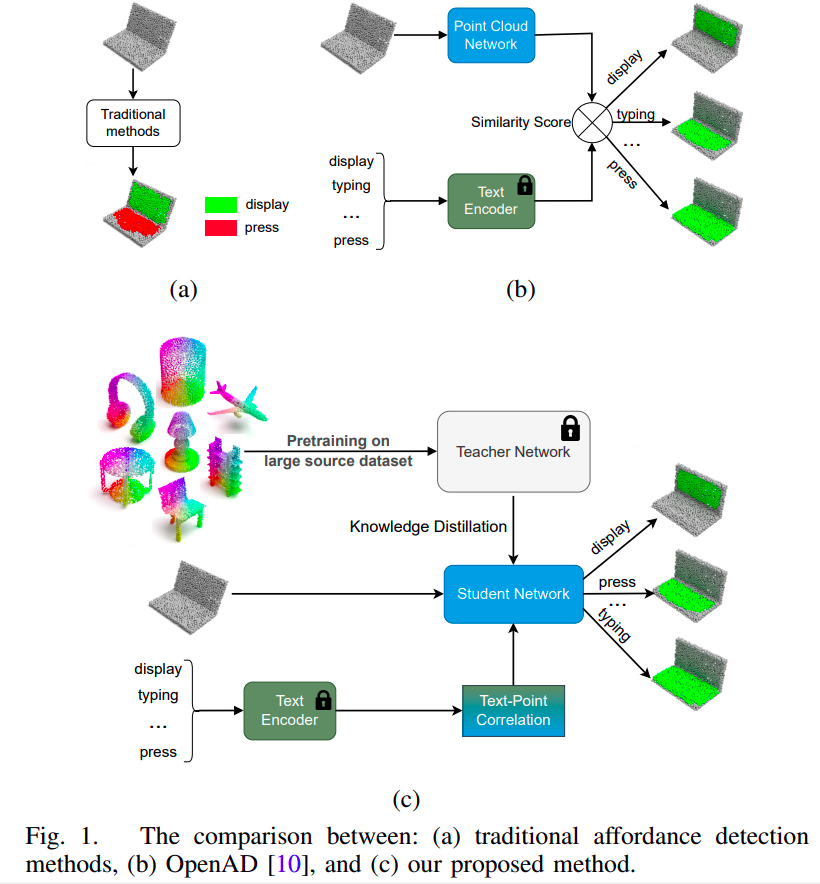 Traditional
methods
display
press
(a)
Point Cloud
Network
Similarity Score
display
typing
...
press
Text
Encoder
display
typing
...
press
(b)
Pretraining on
large source dataset
Teacher Network
Knowledge Distillation
Student Network
display
typing
...
press
Text
Encoder
Text-Point
Correlation
display
press
...
typing
(c)
Fig. 1. The comparison between: (a) traditional affordance detection
methods, (b) OpenAD [10], and (c) our proposed method.